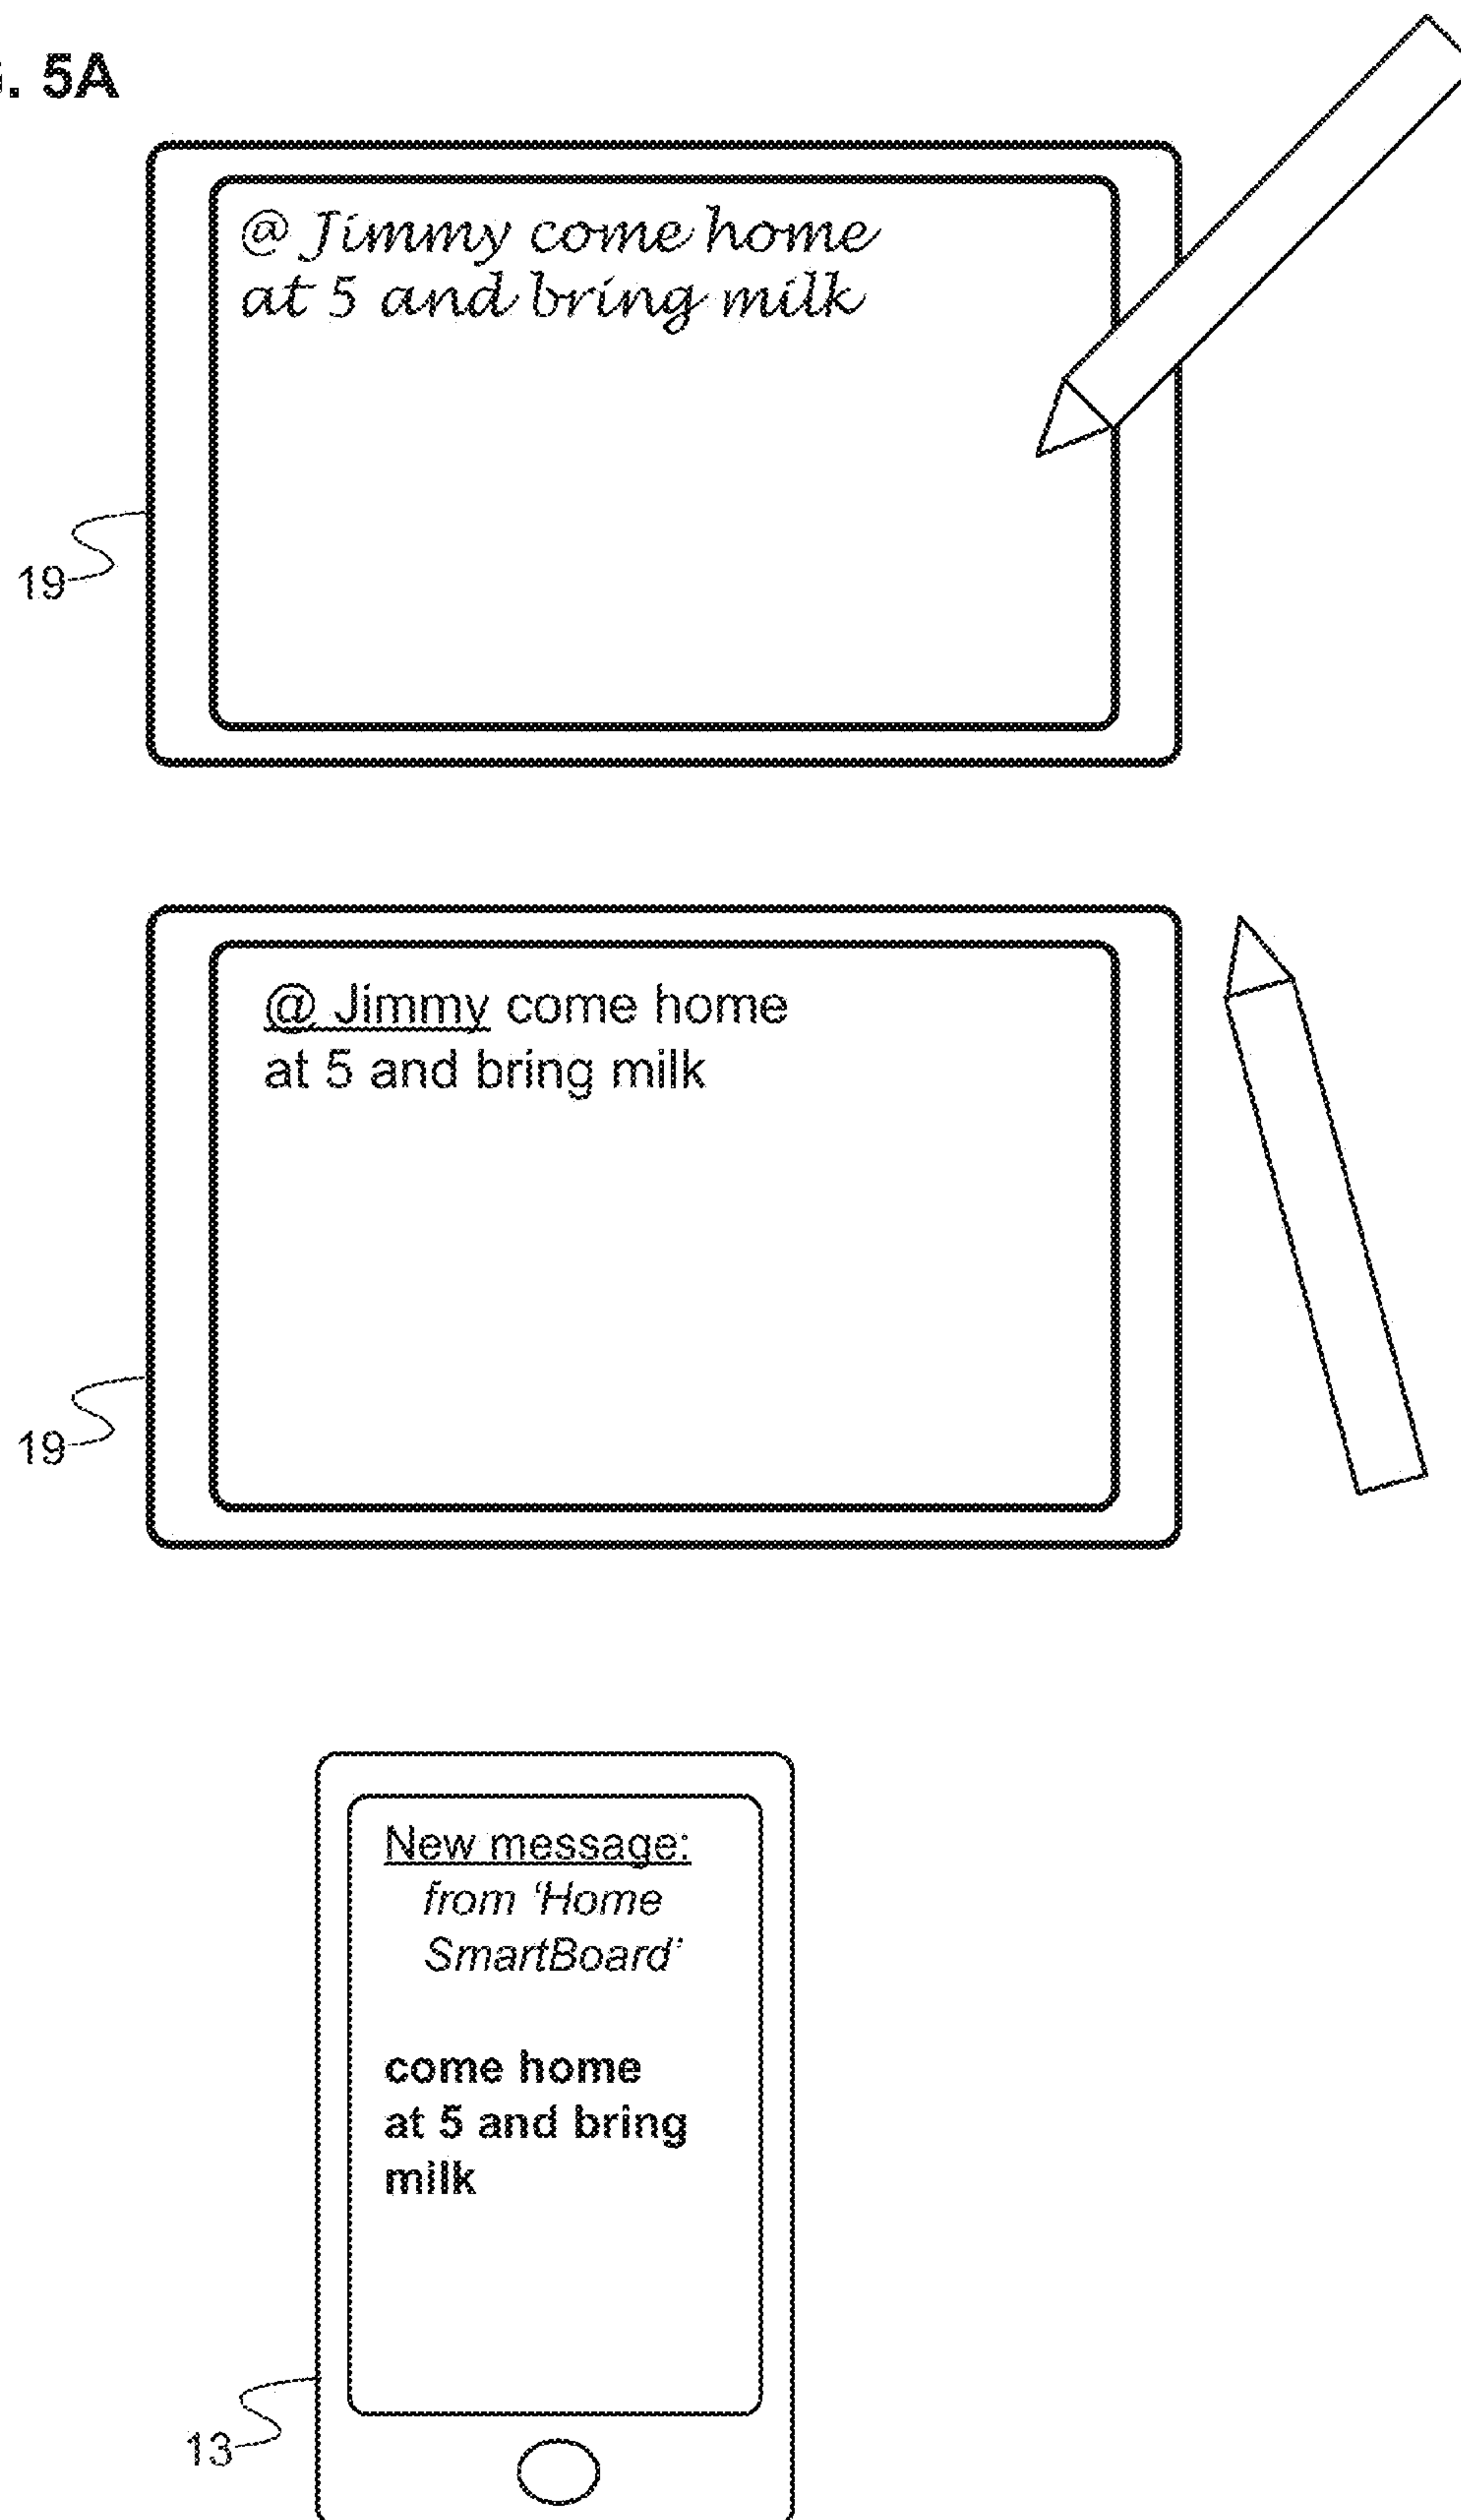 . 5A
@ Jimmy come home
at 5 and bring milk
19
@ Jimmy come home
at 5 and bring milk
19
New message:
from ‘Home
SmartBoard’
come home
at 5 and bring
milk
13